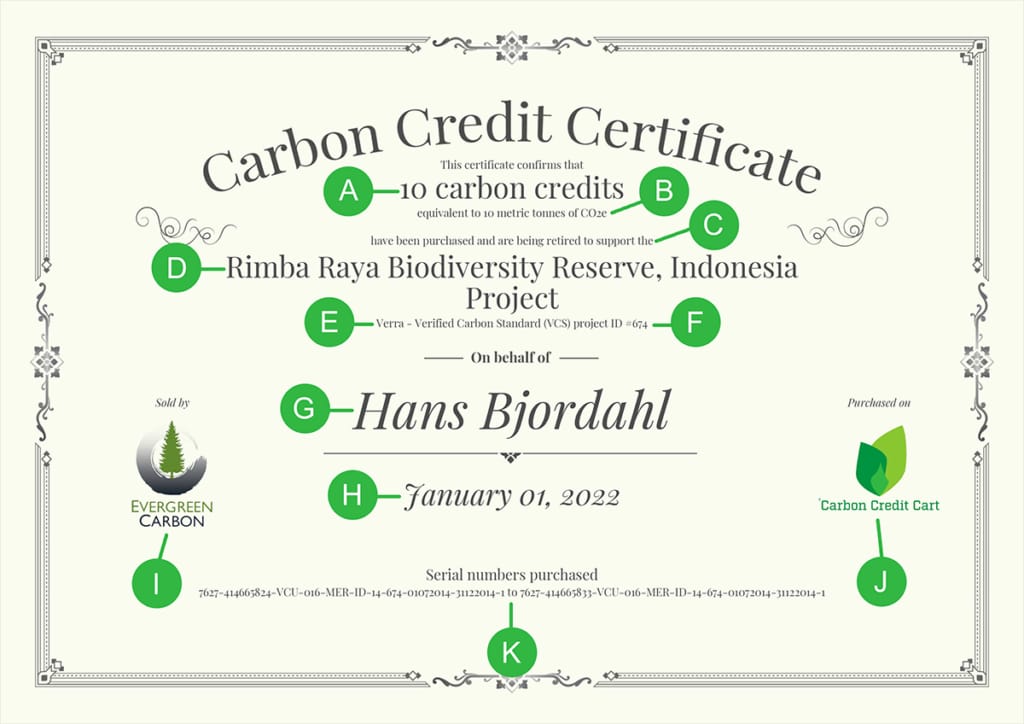 Carbon Credit Certificate
This certificate confirms that
A
10 carbon credits
B
equivalent to 10 metric tonnes of CO2e
C
have been purchased and are being retired to support the
D
Rimba Raya Biodiversity Reserve, Indonesia
Project
E
Verra - Verified Carbon Standard (VCS) project ID #674
F
On behalf of
G
Hans Bjordahl
Sold by
EVERGREEN
CARBON
Purchased on
Carbon Credit Cart
H
January 01, 2022
I
J
Serial numbers purchased
7627-414665824-VCU-016-MER-ID-14-674-01072014-31122014-1 to 7627-414665833-VCU-016-MER-ID-14-674-01072014-31122014-1
K